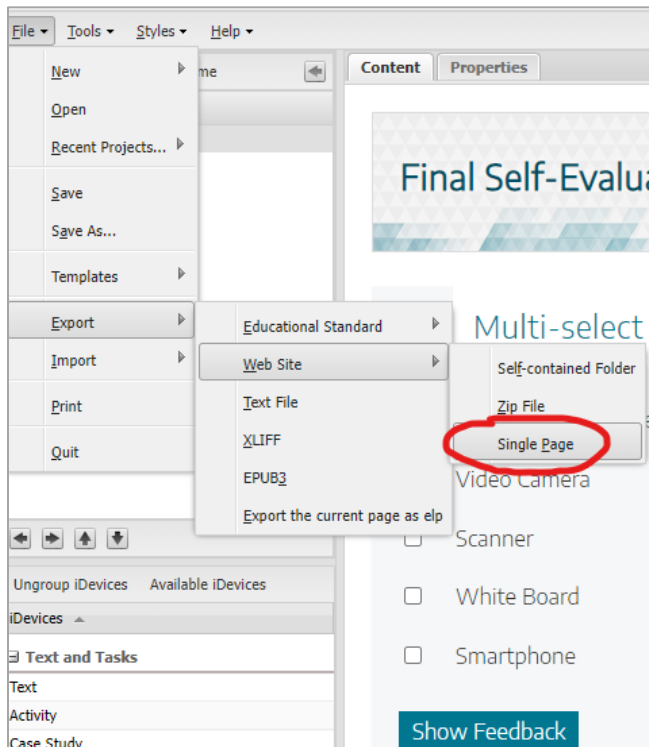 File Tools Styles Help
New
me
Open
Recent Projects...
Save
Save As...
Templates
Export
Import
Print
Quit
Educational Standard
Web Site
Text File
XLIFF
EPUB3
Export the current page as elp
Self-contained Folder
Zip File
Single Page
Ungroup iDevices Available iDevices
iDevices
Text and Tasks
Text
Activity
Case Study
Content Properties
Final Self-Evalua
Multi-select
Video Camera
Scanner
White Board
Smartphone
Show Feedback